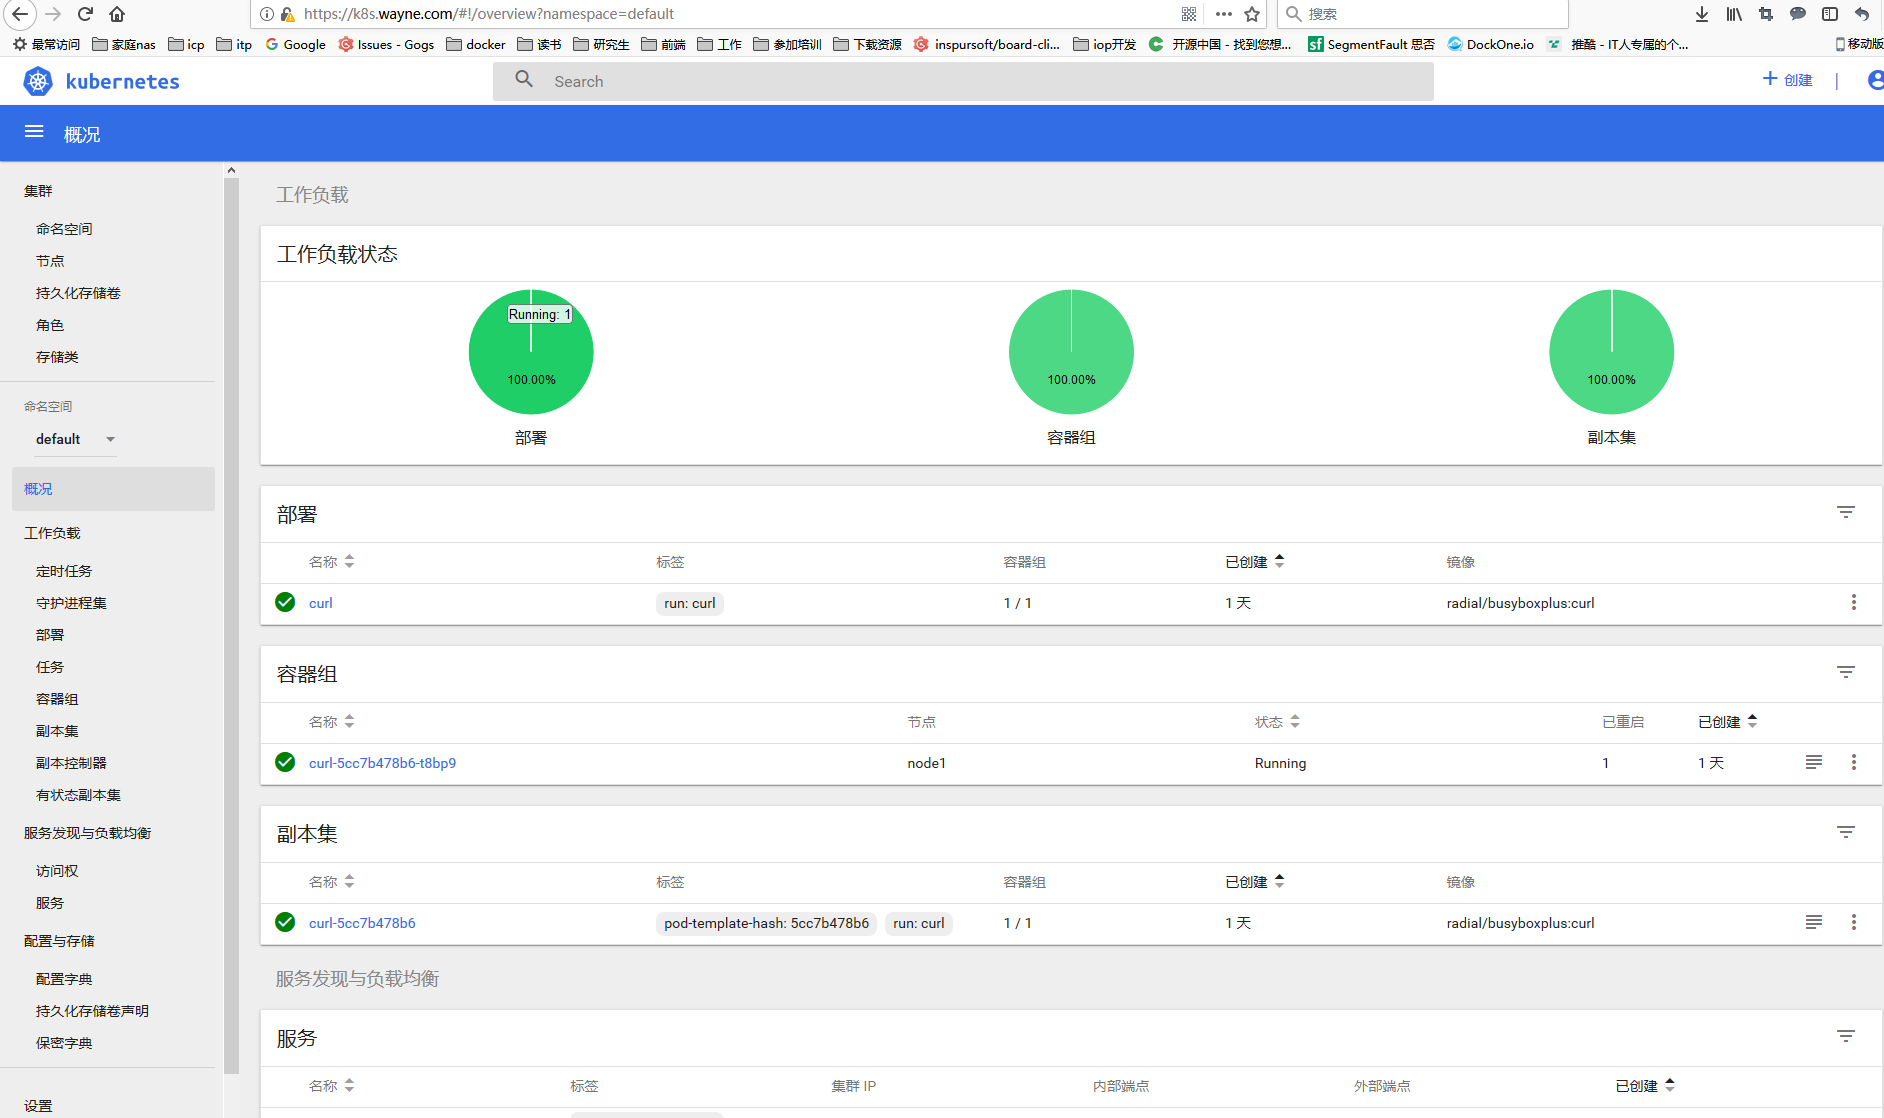 https://k8s.wayne.com/#!/overview?namespace=default
搜索
最常访问 家庭nas icp itp Google Issues - Gogs docker 读书 研究生 前端 工作 参加培训 下载资源 inspursoft/board-cli... iop开发 开源中国 - 找到您想... SegmentFault 思否 DockOne.io 推酷 - IT人专属的个... 移动版
kubernetes
Search
创建
概况
集群
命名空间
节点
持久化存储卷
角色
存储类
命名空间
default
概况
工作负载
定时任务
守护进程集
部署
任务
容器组
副本集
副本控制器
有状态副本集
服务发现与负载均衡
访问权
服务
配置与存储
配置字典
持久化存储卷声明
保密字典
设置
工作负载
工作负载状态
Running: 1
100.00% 100.00% 100.00%
部署 容器组 副本集
部署
名称 标签 容器组 已创建 镜像
curl run: curl 1 / 1 1 天 radial/busyboxplus:curl
容器组
名称 节点 状态 已重启 已创建
curl-5cc7b478b6-t8bp9 node1 Running 1 1 天
副本集
名称 标签 容器组 已创建 镜像
curl-5cc7b478b6 pod-template-hash: 5cc7b478b6 run: curl 1 / 1 1 天 radial/busyboxplus:curl
服务发现与负载均衡
服务
名称 标签 集群 IP 内部端点 外部端点 已创建